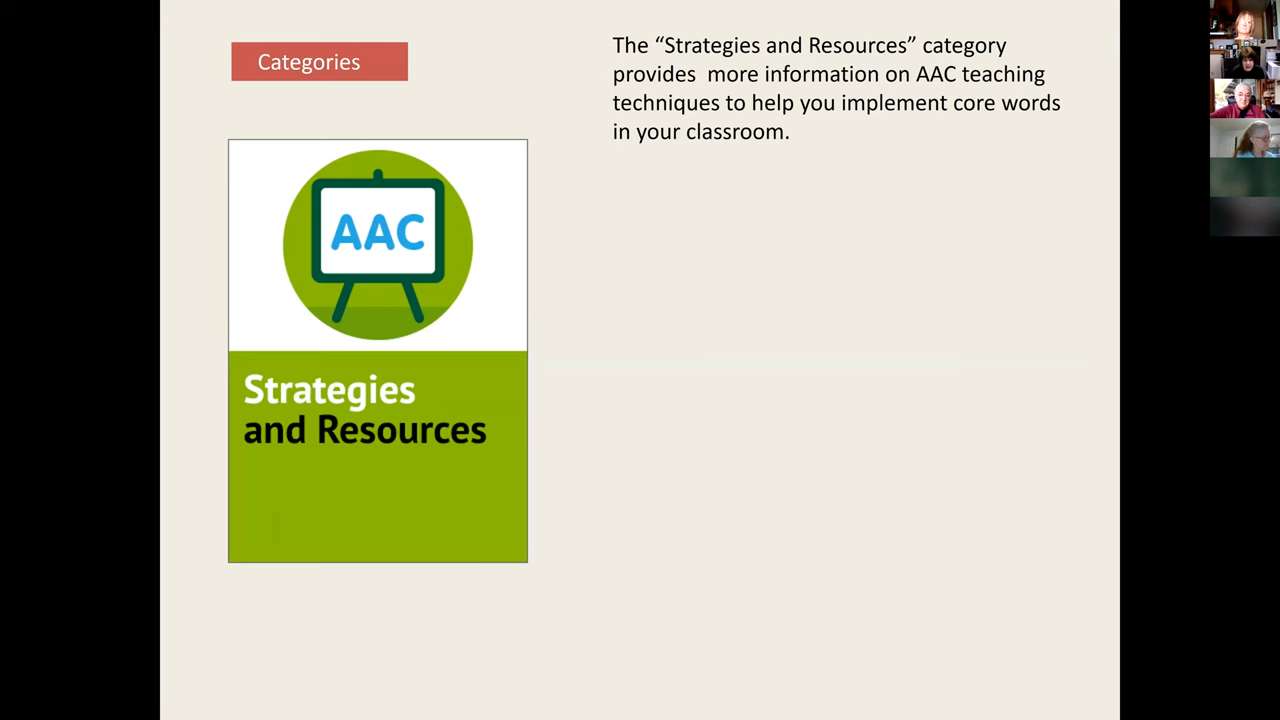 Categories
The “Strategies and Resources” category
provides  more information on AAC teaching
techniques to help you implement core words
in your classroom.
AAC
Strategies
and Resources